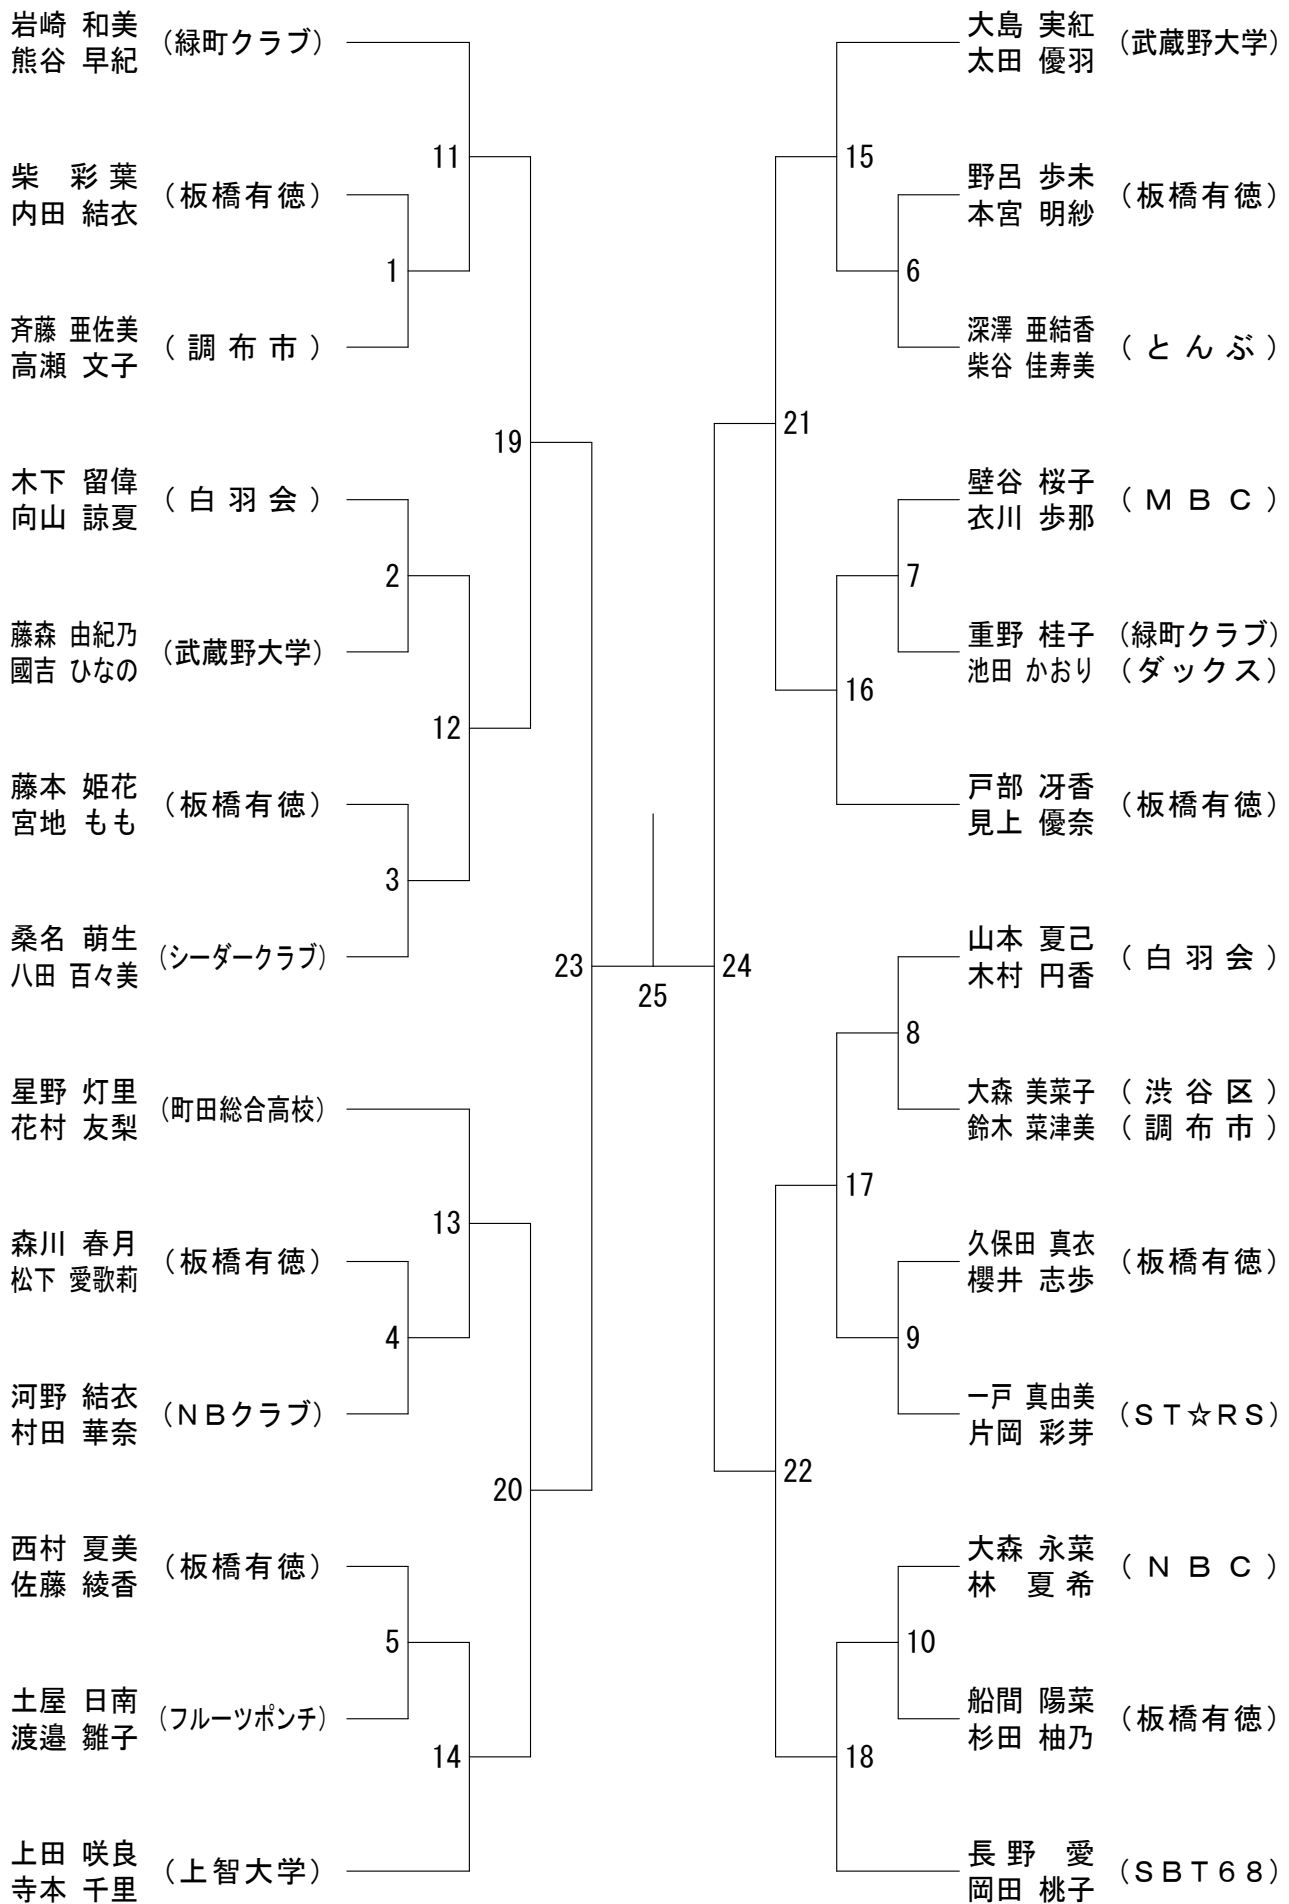 岩崎 和美
熊谷 早紀
(緑町クラブ)
11
柴 彩葉
内田 結衣
(板橋有徳)
1
斉藤 亜佐美
高瀬 文子
(調布市)
19
木下 留偉
向山 諒夏
(白羽会)
2
藤森 由紀乃
國吉 ひなの
(武蔵野大学)
12
藤本 姫花
宮地 もも
(板橋有徳)
3
桑名 萌生
八田 百々美
(シーダークラブ)
23
星野 灯里
花村 友梨
(町田総合高校)
13
森川 春月
松下 愛歌莉
(板橋有徳)
4
河野 結衣
村田 華奈
(NBクラブ)
20
西村 夏美
佐藤 綾香
(板橋有徳)
5
土屋 日南
渡邉 雛子
(フルーツポンチ)
14
上田 咲良
寺本 千里
(上智大学)
25
大島 実紅
太田 優羽
(武蔵野大学)
15
野呂 歩未
本宮 明紗
(板橋有徳)
6
深澤 亜結香
柴谷 佳寿美
(とんぶ)
21
壁谷 桜子
衣川 歩那
(MBC)
7
重野 桂子 (緑町クラブ)
池田 かおり (ダックス)
16
戸部 冴香
見上 優奈
(板橋有徳)
24
山本 夏己
木村 円香
(白羽会)
8
大森 美菜子 (渋谷区)
鈴木 菜津美 (調布市)
17
久保田 真衣
櫻井 志歩
(板橋有徳)
9
一戸 真由美
片岡 彩芽
(ST☆RS)
22
大森 永菜
林 夏希
(NBC)
10
船間 陽菜
杉田 柚乃
(板橋有徳)
18
長野 愛
岡田 桃子
(SBT68)